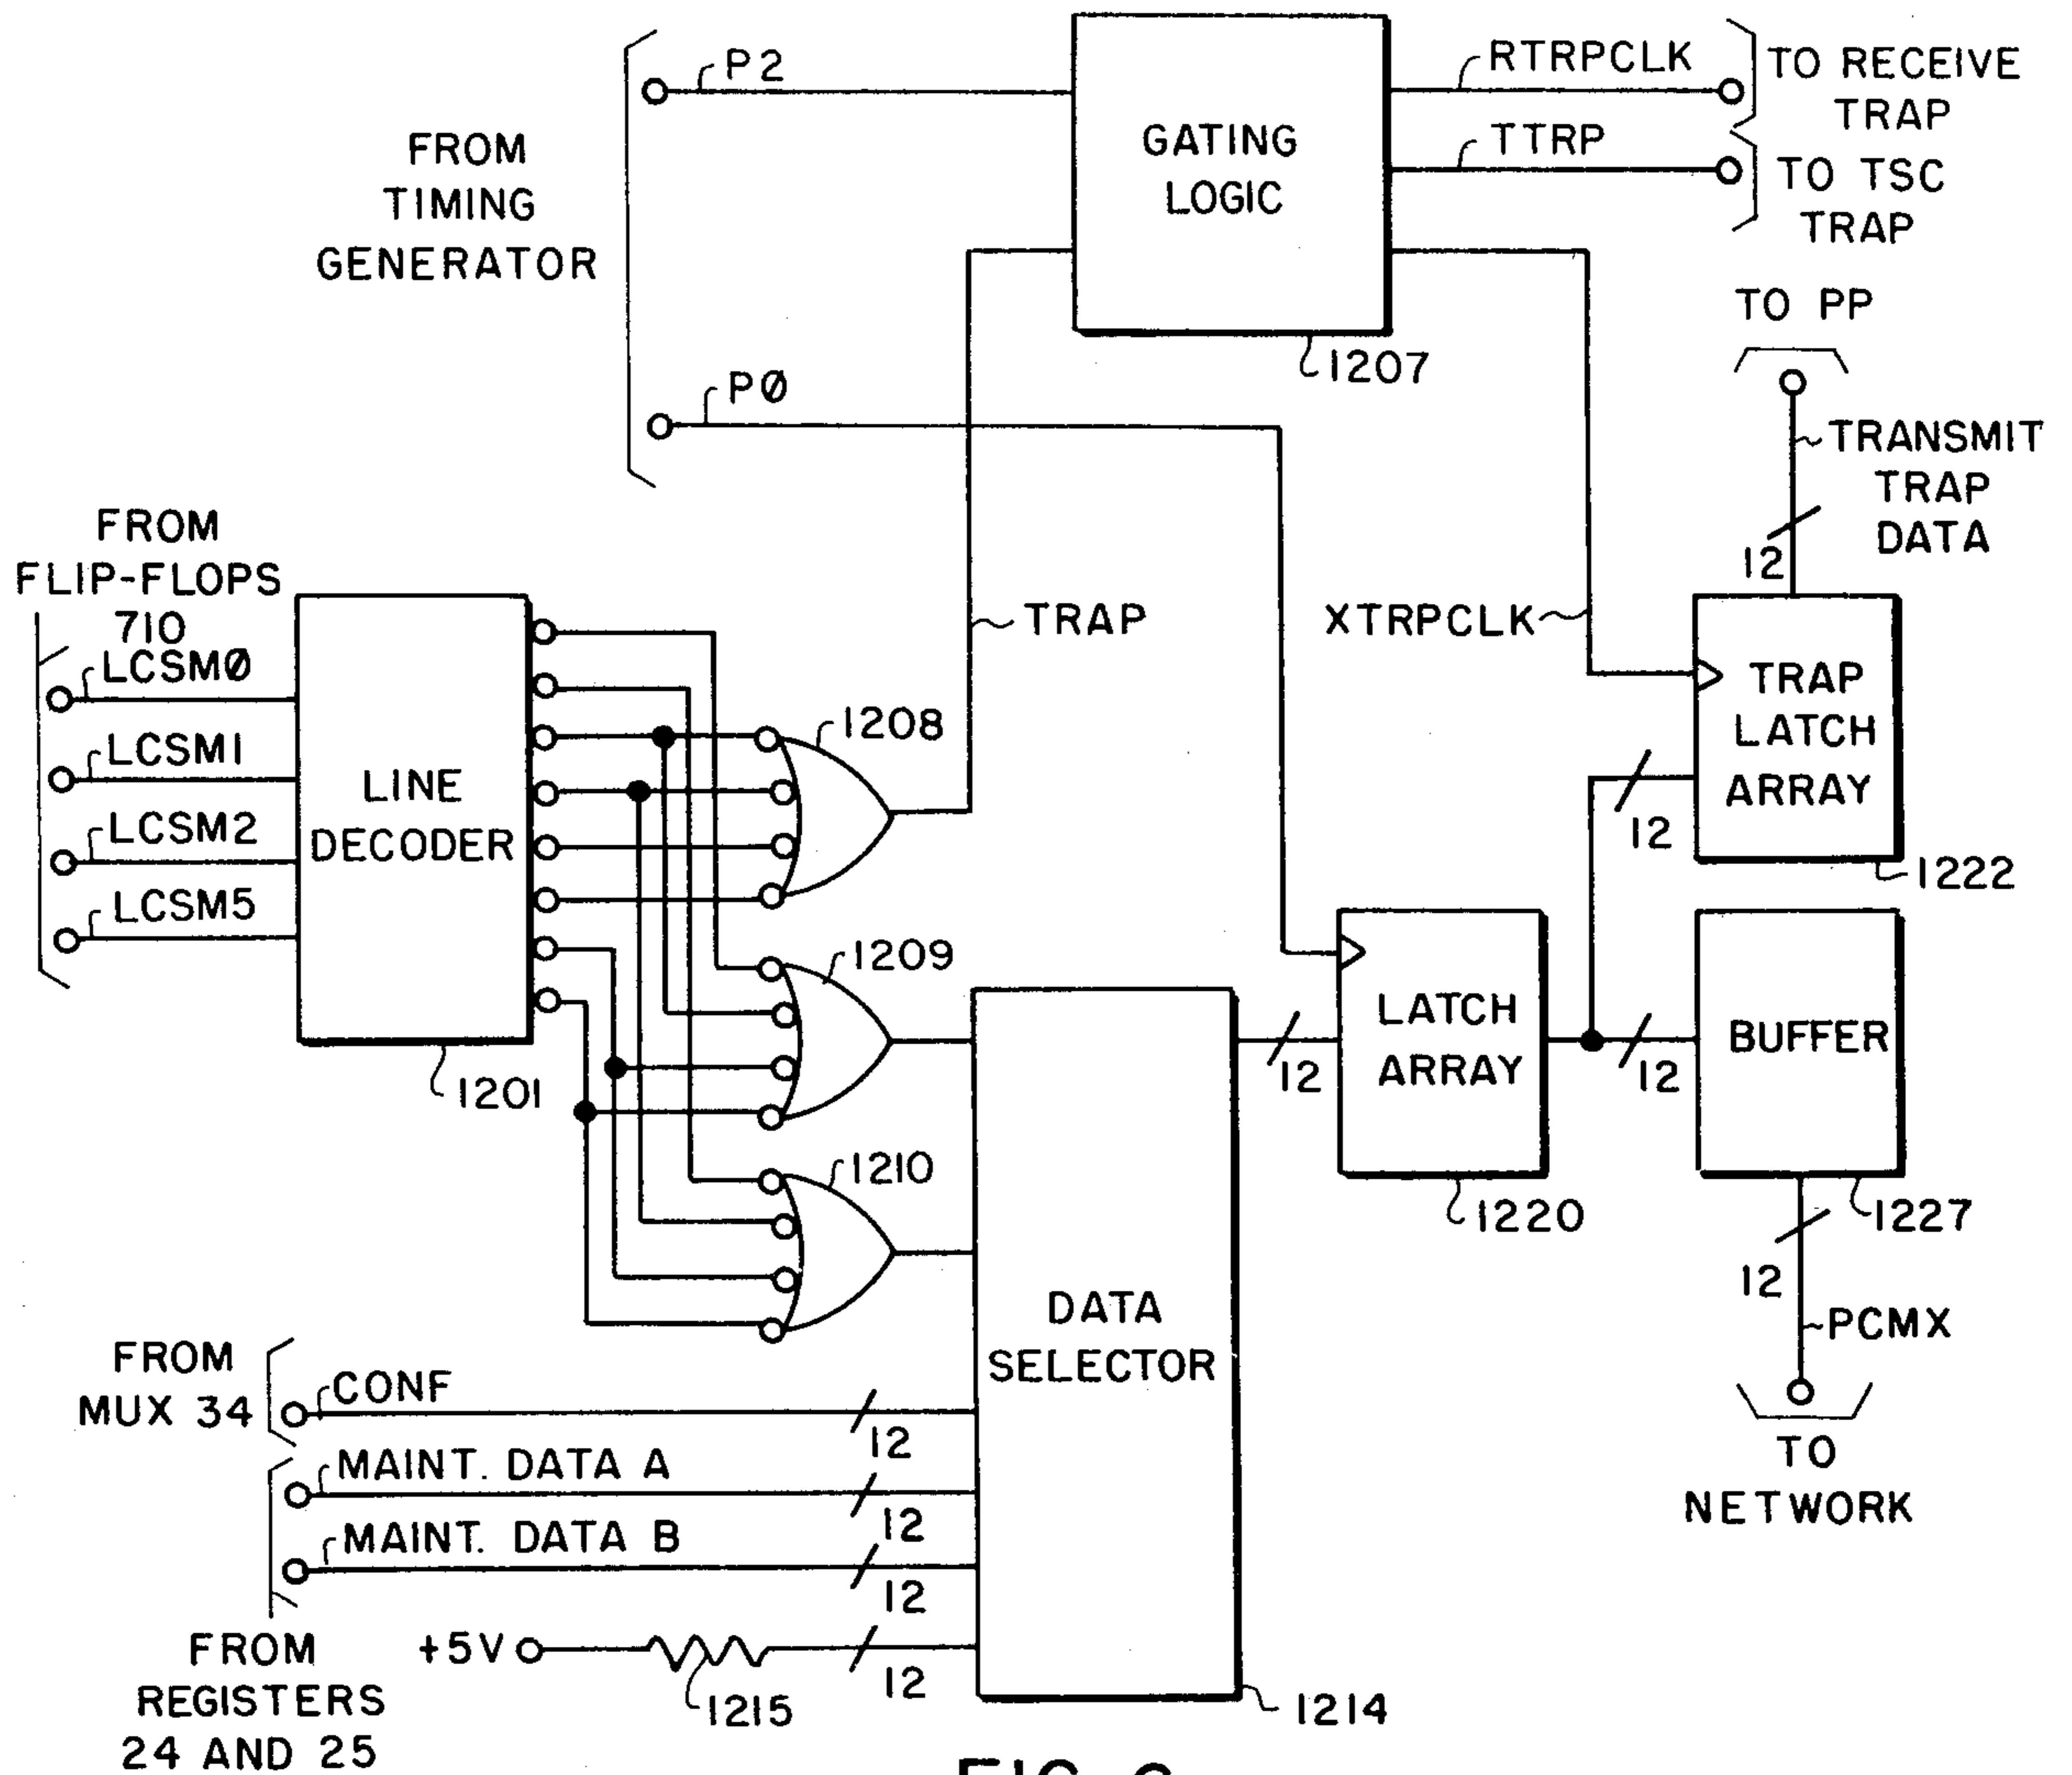 P2
RTRPCLK
TO RECEIVE
TRAP
GATING
LOGIC
TTRP
TO TSC
TRAP
FROM
TIMING
GENERATOR
1207
TO PP
PØ
TRANSMIT
TRAP
DATA
12
FROM
FLIP-FLOPS
710
LCSMØ
LCSM1
LCSM2
LCSM5
LINE
DECODER
1201
TRAP
XTRPCLK
TRAP
LATCH
ARRAY
12
1222
1208
1209
1210
LATCH
ARRAY
12
1220
12
BUFFER
1227
12
PCMX
TO
NETWORK
DATA
SELECTOR
1214
FROM
MUX 34
CONF
12
MAINT. DATA A
12
MAINT. DATA B
12
FROM
REGISTERS
24 AND 25
+5V
1215
12